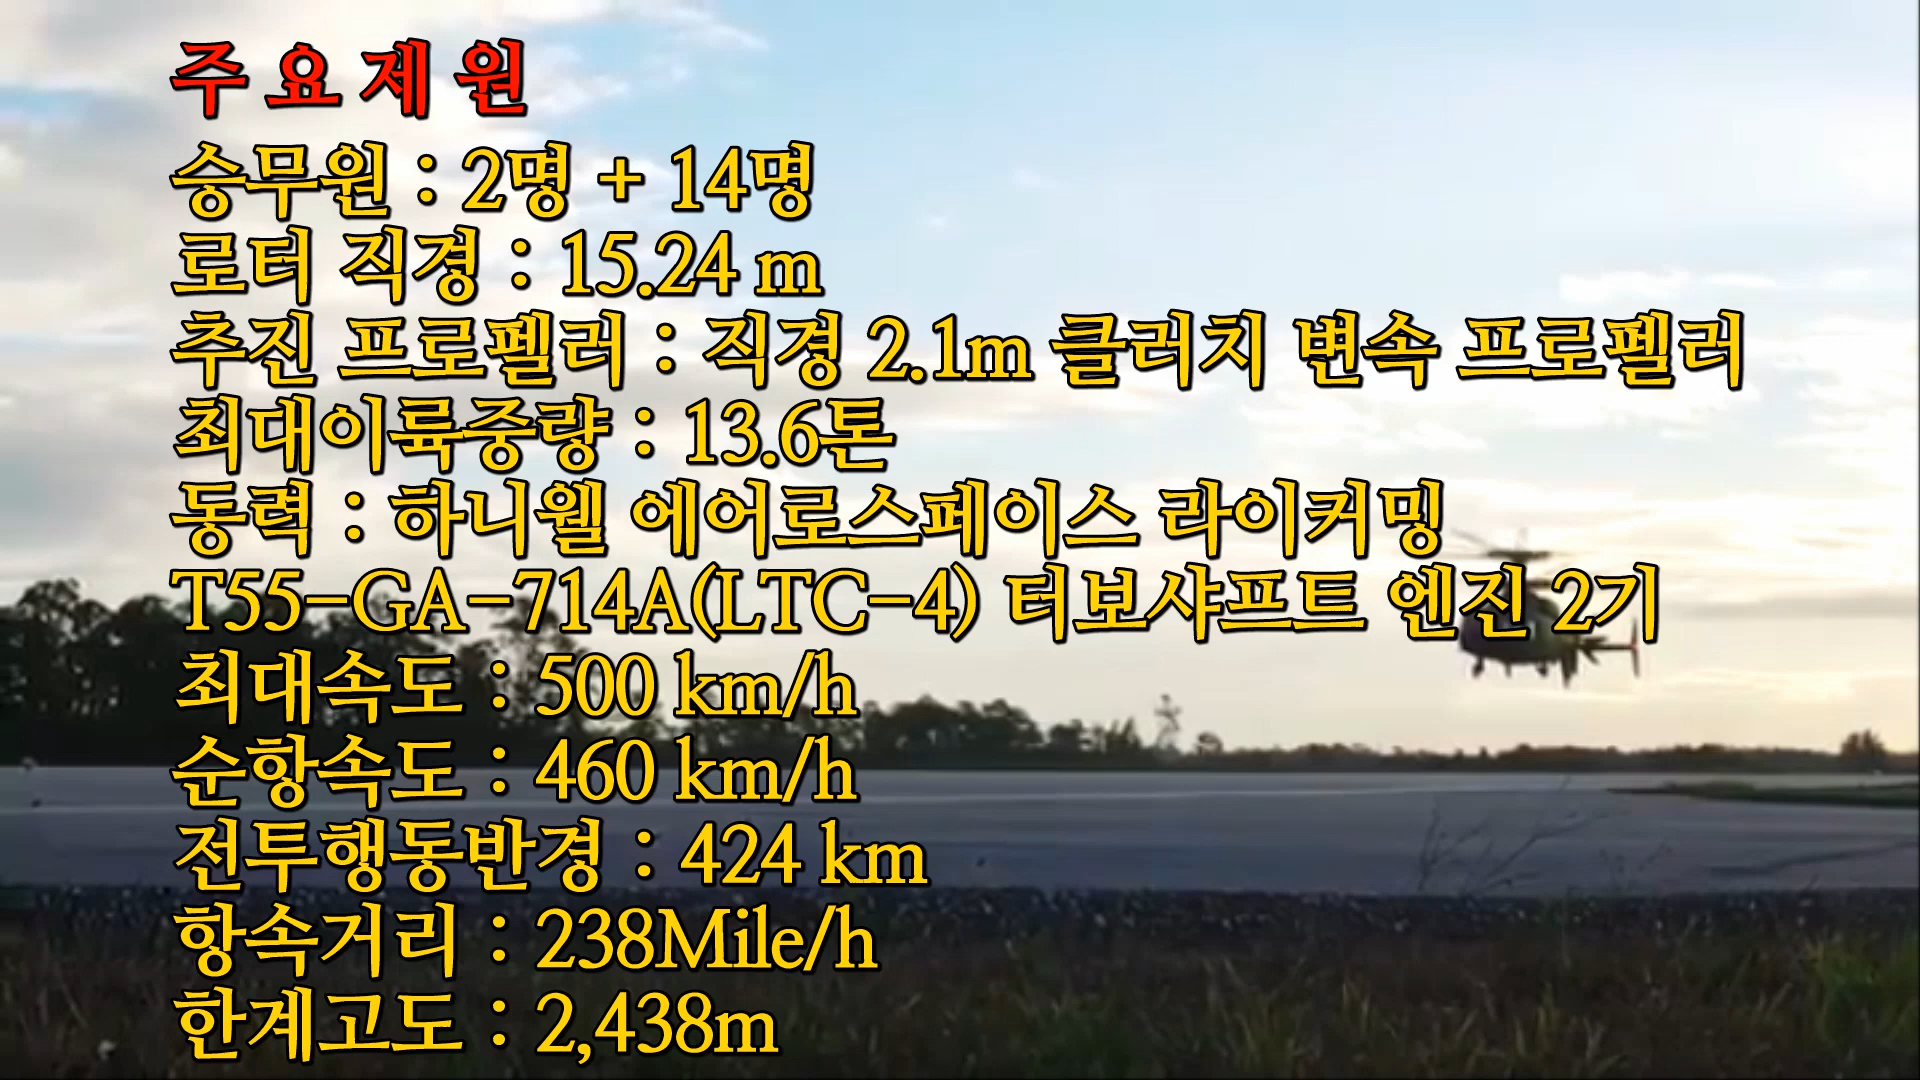 주요제원
승무원 : 2명 + 14명
로터 직경 : 15.24 m
추진 프로펠러 : 직경 2.1m 클러치 변속 프로펠러
최대이륙중량 : 13.6톤
동력 : 하니웰 에어로스페이스 라이커밍
T55-GA-714A(LTC-4) 터보샤프트 엔진 2기
최대속도 : 500 km/h
순항속도 : 460 km/h
전투행동반경 : 424 km
항속거리 : 238Mile/h
한계고도 : 2,438m